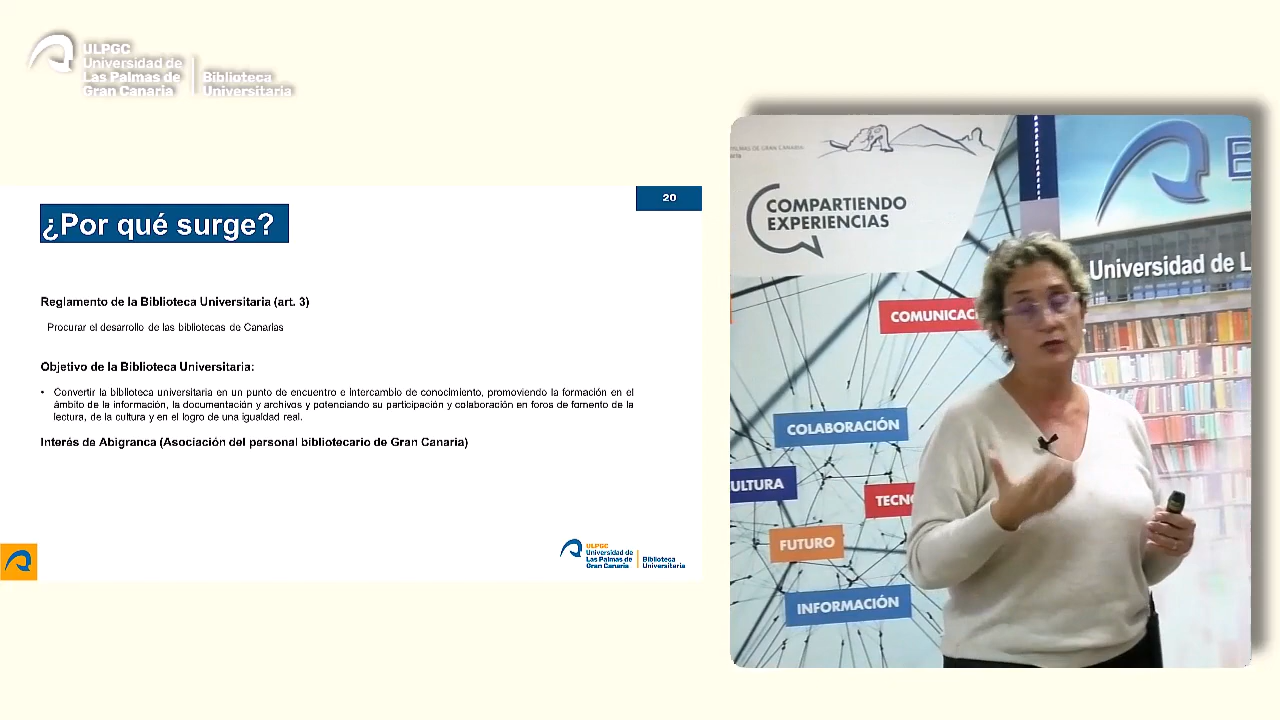 ULPGC
Universidad de
Las Palmas de
Gran Canaria
Biblioteca
Universitaria
20
¿Por qué surge?
Reglamento de la Biblioteca Universitaria (art. 3)
Procurar el desarrollo de las bibliotecas de Canarias
Objetivo de la Biblioteca Universitaria:
• Convertir la biblioteca universitaria en un punto de encuentro e intercambio de conocimiento, promoviendo la formación en el
ámbito de la información, la documentación y archivos y potenciando su participación y colaboración en foros de fomento de la
lectura, de la cultura y en el logro de una igualdad real.
Interés de Abigranca (Asociación del personal bibliotecario de Gran Canaria)
ULPGC
Universidad de
Las Palmas de
Gran Canaria
Biblioteca
Universitaria
PALMAS DE GRAN CANARIA
COMPARTIENDO
EXPERIENCIAS
B
Universidad de L
COMUNICAC
COLABORACIÓN
ULTURA
TECNO
FUTURO
INFORMACIÓN